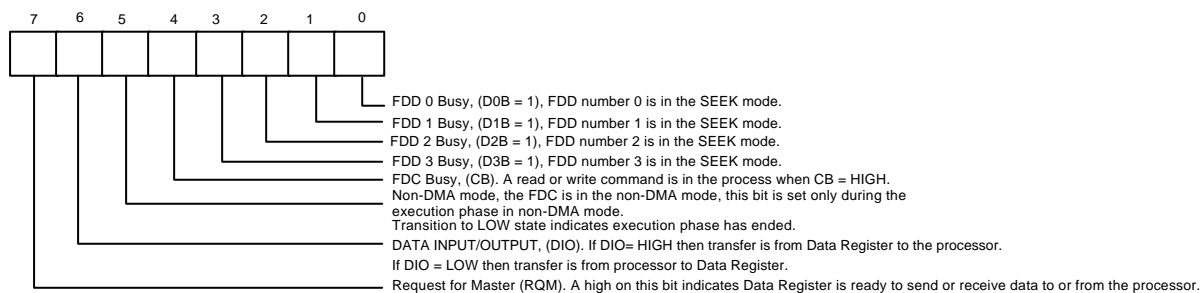 7 6 5 4 3 2 1 0
FDD 0 Busy, (D0B = 1), FDD number 0 is in the SEEK mode.
FDD 1 Busy, (D1B = 1), FDD number 1 is in the SEEK mode.
FDD 2 Busy, (D2B = 1), FDD number 2 is in the SEEK mode.
FDD 3 Busy, (D3B = 1), FDD number 3 is in the SEEK mode.
FDC Busy, (CB). A read or write command is in the process when CB = HIGH.
Non-DMA mode, the FDC is in the non-DMA mode, this bit is set only during the
execution phase in non-DMA mode.
Transition to LOW state indicates execution phase has ended.
DATA INPUT/OUTPUT, (DIO). If DIO= HIGH then transfer is from Data Register to the processor.
If DIO = LOW then transfer is from processor to Data Register.
Request for Master (RQM). A high on this bit indicates Data Register is ready to send or receive data to or from the processor.